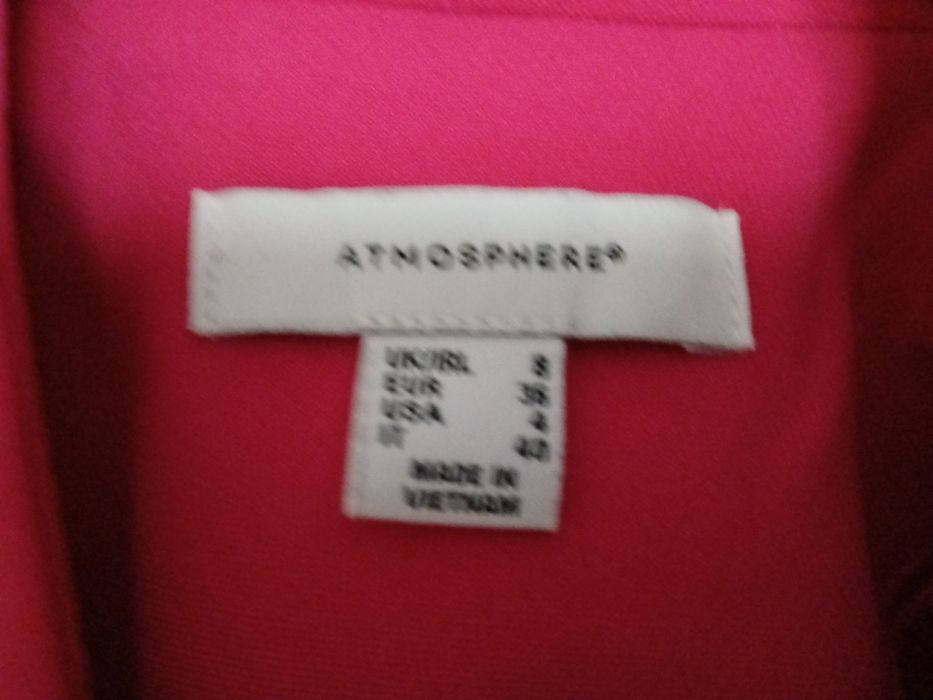 ATMOSPHERE®
UK/IRL 8
EUR 36
USA 4
IT 40
MADE IN
VIETNAM